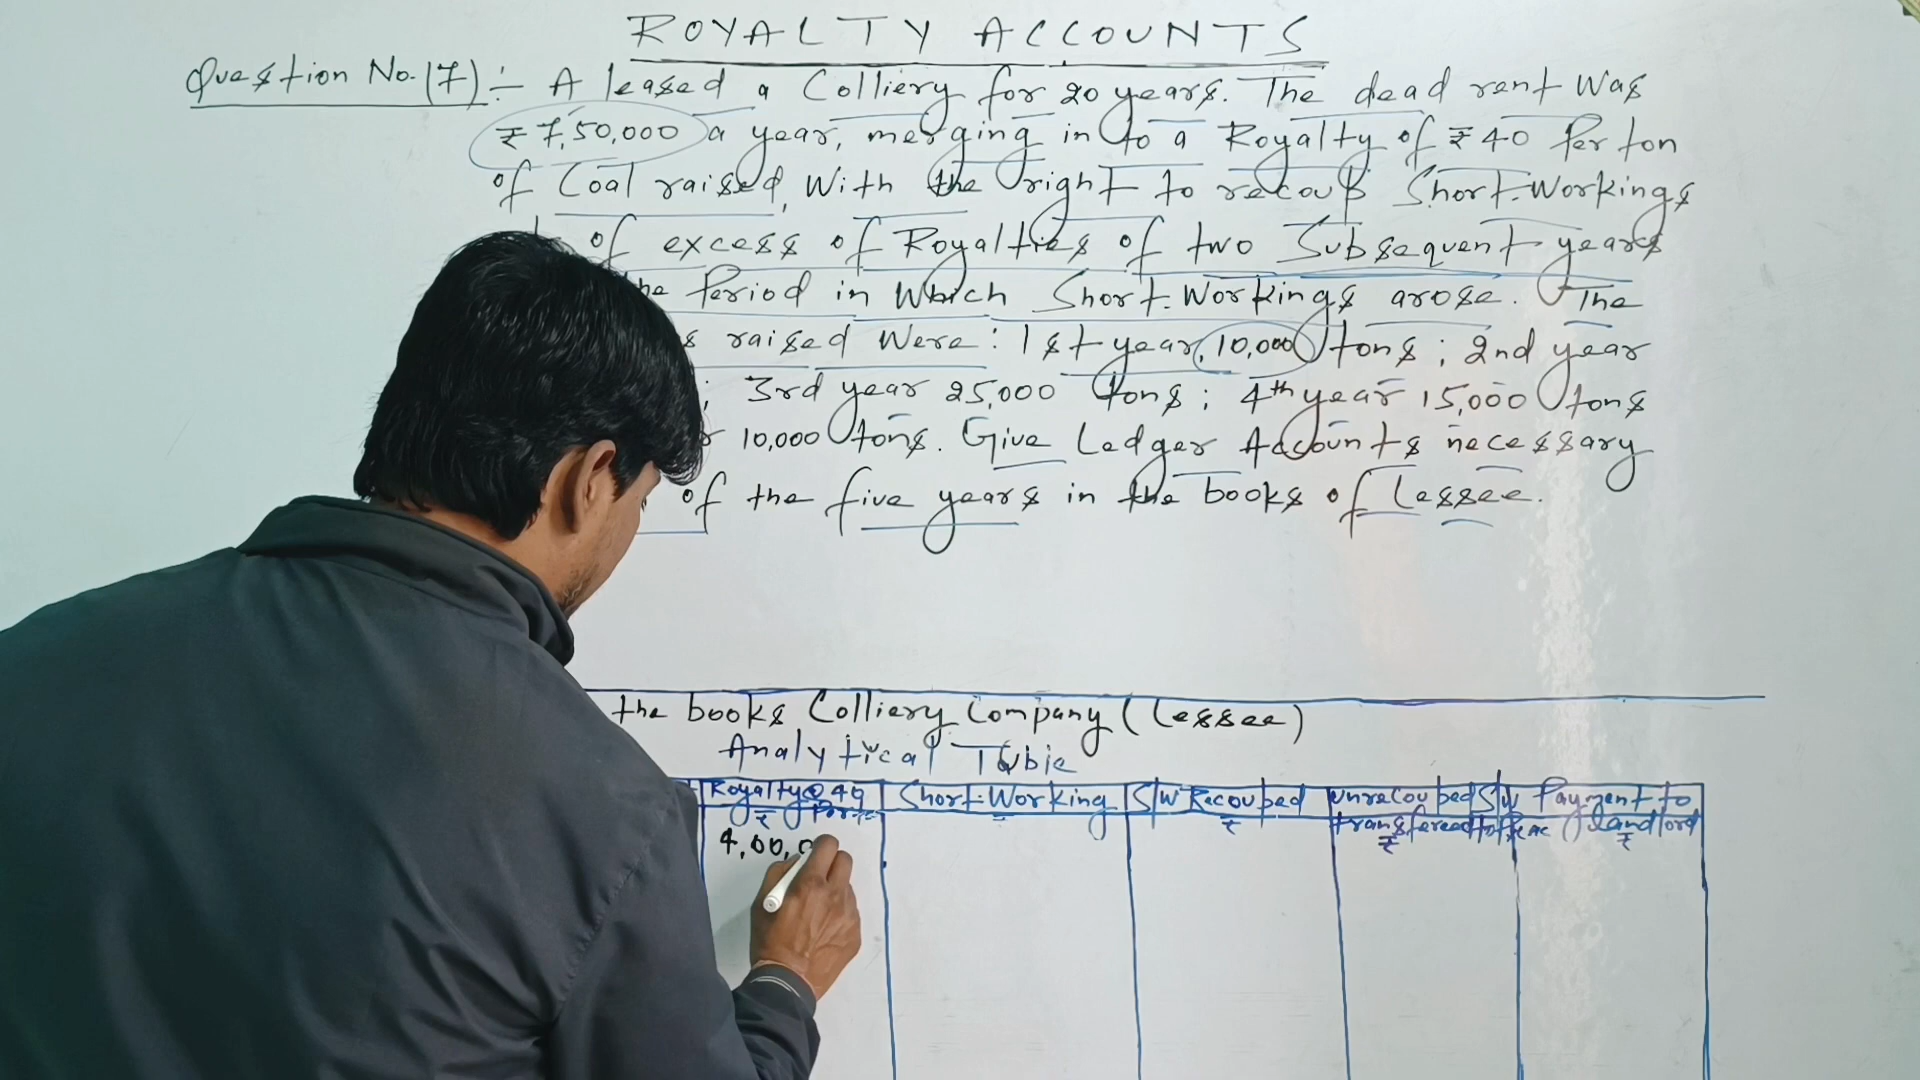 ROYALTY ACCOUNTS
Question No. (7) :- A leased a Colliery for 20 years. The dead rent was
₹ 7,50,000 a year, merging in to a Royalty of ₹ 40 Per ton
of Coal raised, With the right to recoup Short-Workings
of excess of Royalties of two Subsequent years
Period in Which Short-Workings arose. The
raised Were : 1st year, 10,000 tons ; 2nd year
; 3rd year 25,000 tons ; 4th year 15,000 tons
10,000 tons. Give Ledger Accounts necessary
of the five years in the books of Lessee.
the books Colliery Company (Lessee)
Analytical Table
Royalty@40 Short-Working S/W Recouped Unrecouped S/W Payment to
₹ Per ₹ landlord
₹ ₹
4,00,0